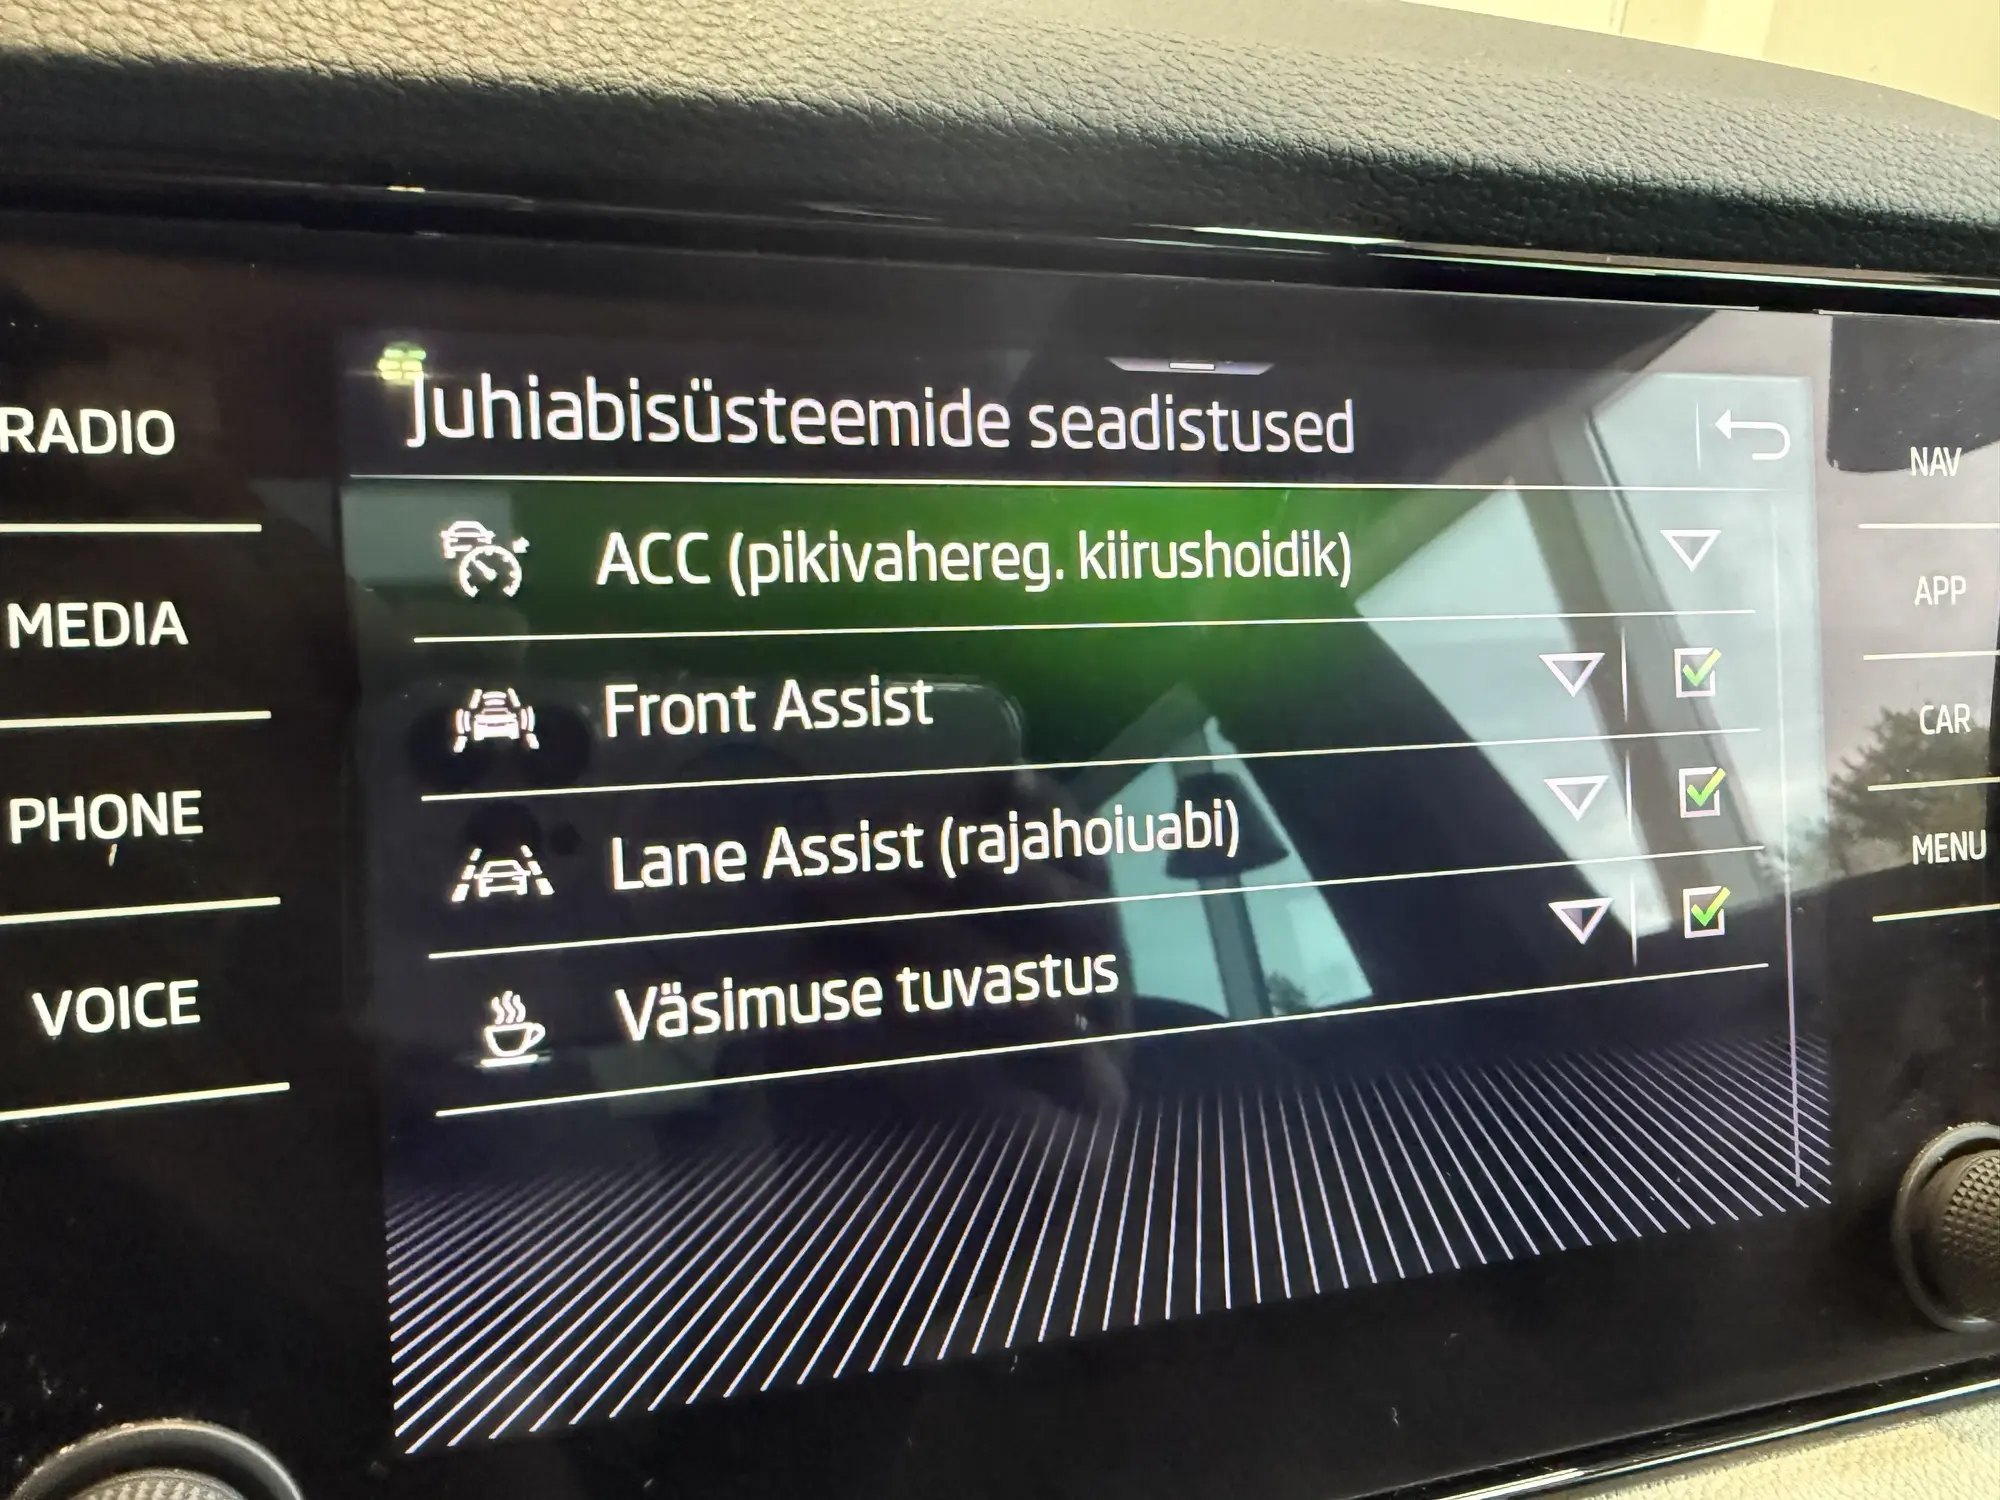 Juhiabisüsteemide seadistused
ACC (pikivahereg. kiirushoidik)
Front Assist
Lane Assist (rajahoiuabi)
Väsimuse tuvastus
RADIO
MEDIA
PHONE
VOICE
NAV
APP
CAR
MENU